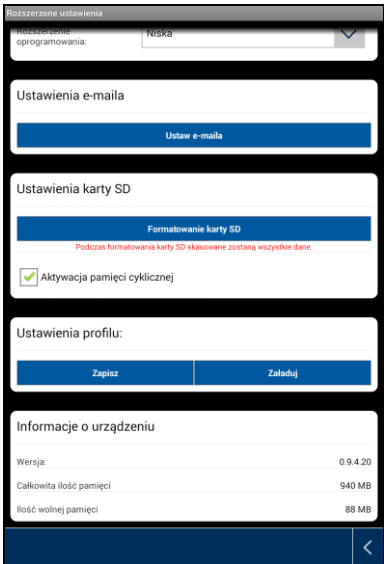 Rozszerzone ustawienia
Rozszerzenie
oprogramowania:
Niska
Ustawienia e-maila
Ustaw e-maila
Ustawienia karty SD
Formatowanie karty SD
Podczas formatowania karty SD skasowane zostaną wszystkie dane.
Aktywacja pamięci cyklicznej
Ustawienia profilu:
Zapisz
Załaduj
Informacje o urządzeniu
Wersja: 0.9.4.20
Całkowita ilość pamięci 940 MB
Ilość wolnej pamięci 88 MB